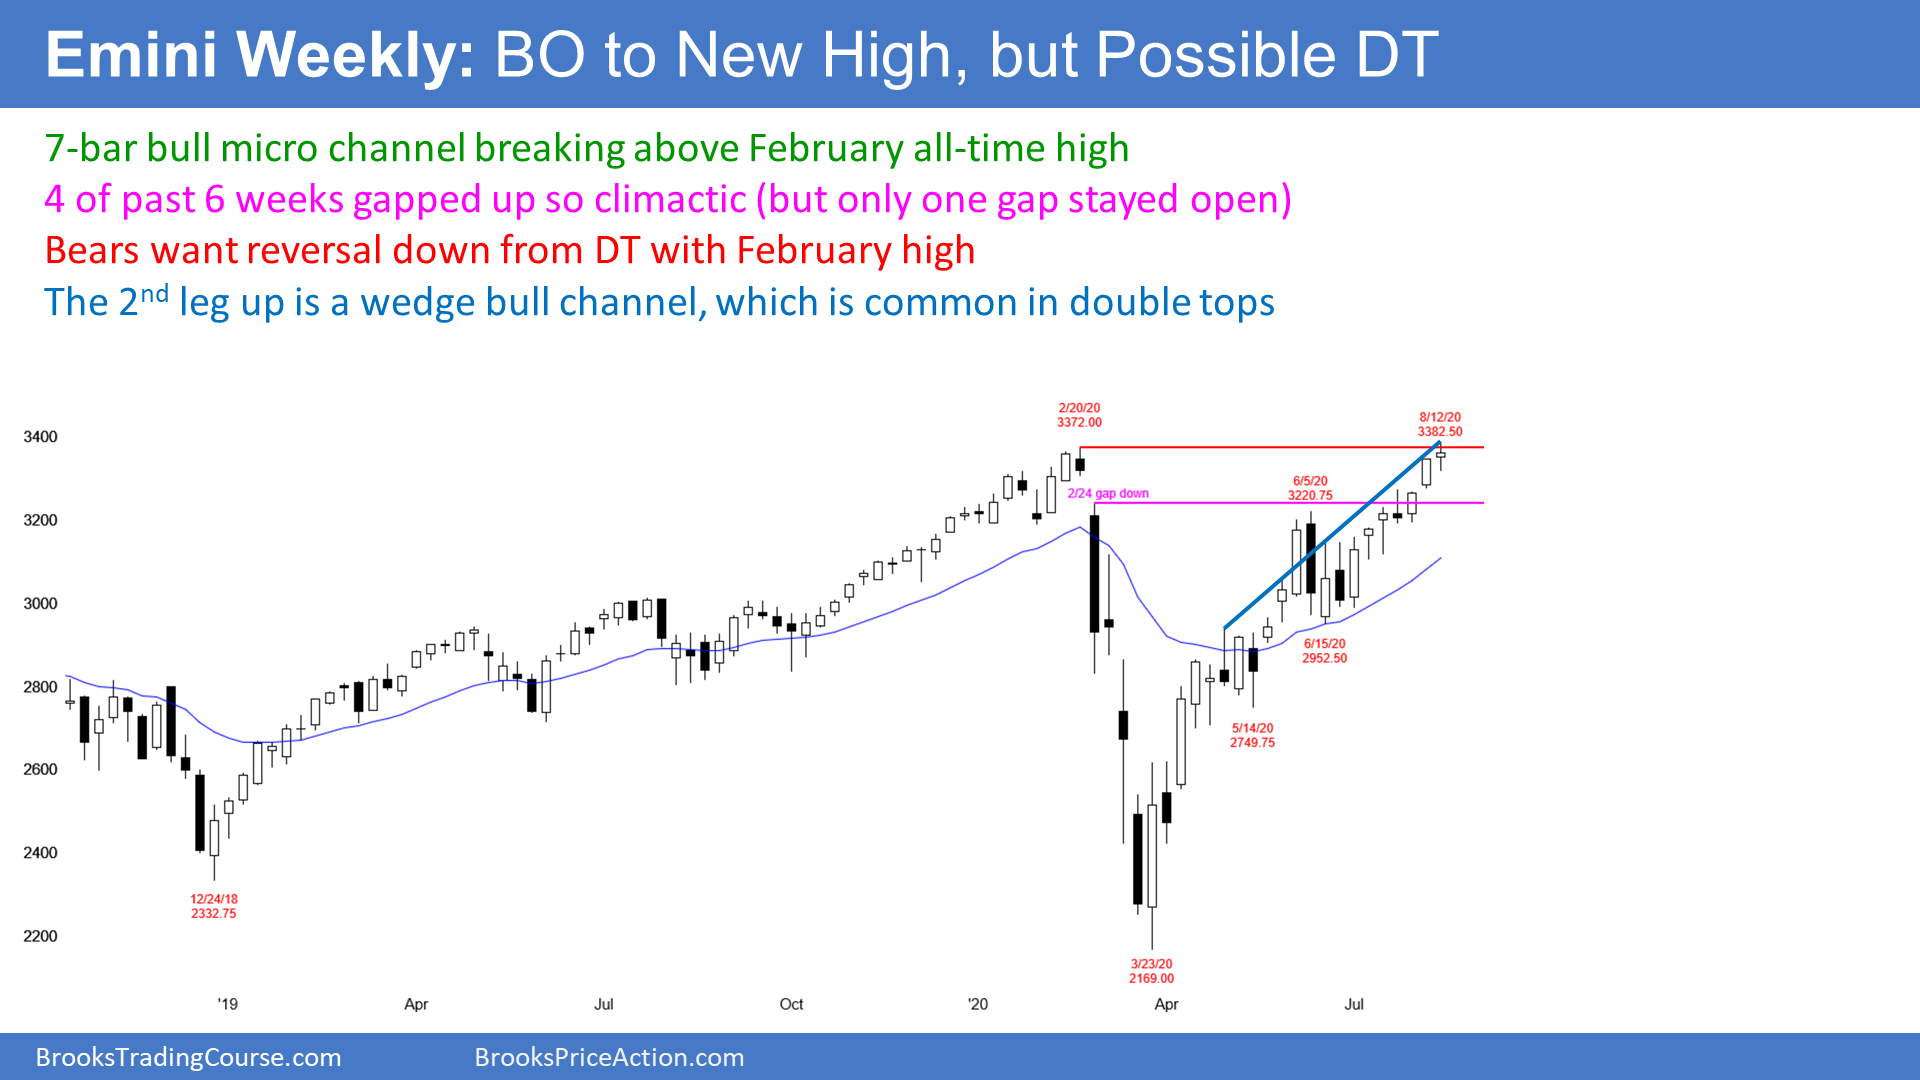 Emini Weekly: BO to New High, but Possible DT
7-bar bull micro channel breaking above February all-time high
4 of past 6 weeks gapped up so climactic (but only one gap stayed open)
Bears want reversal down from DT with February high
The 2nd leg up is a wedge bull channel, which is common in double tops
2/20/20
3372.00
8/12/20
3382.50
3400
6/5/20
3220.75
2/24 gap down
3200
3000
6/15/20
2952.50
2800
5/14/20
2749.75
2600
2400
12/24/18
2332.75
2200
3/23/20
2169.00
'19 Apr Jul Oct '20 Apr Jul
BrooksTradingCourse.com BrooksPriceAction.com